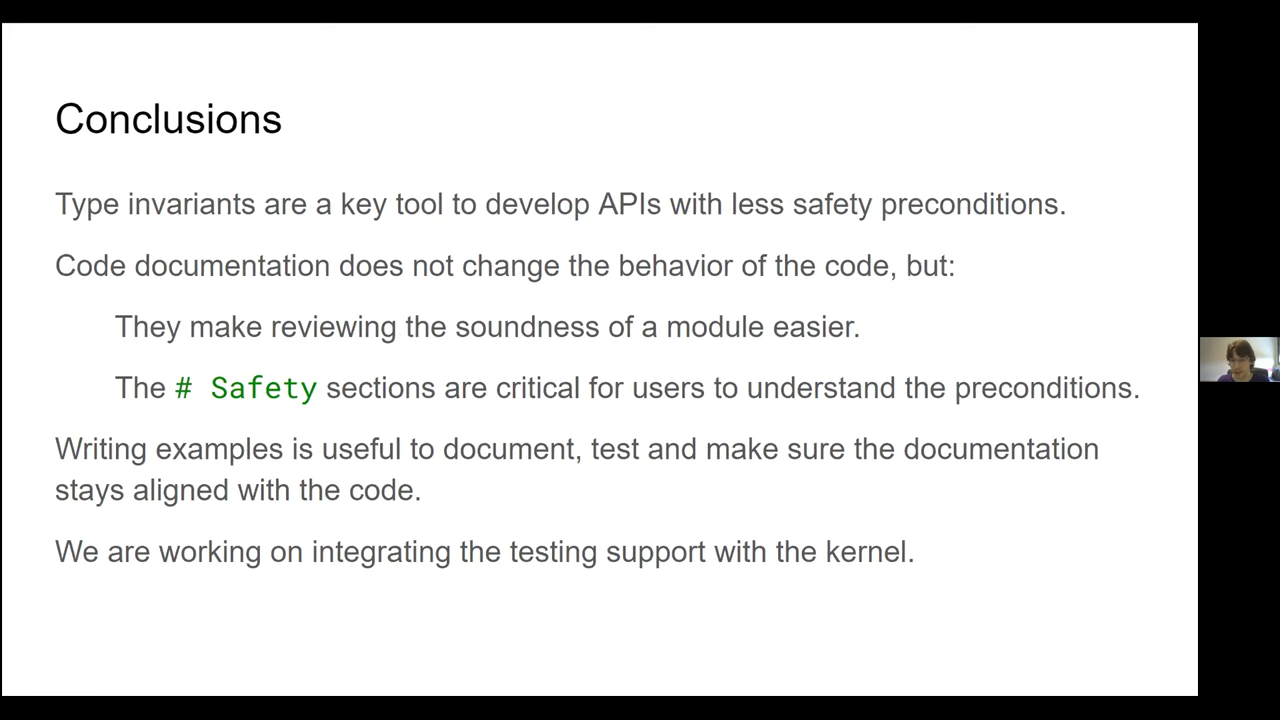 Conclusions
Type invariants are a key tool to develop APIs with less safety preconditions.
Code documentation does not change the behavior of the code, but:
They make reviewing the soundness of a module easier.
The # Safety sections are critical for users to understand the preconditions.
Writing examples is useful to document, test and make sure the documentation
stays aligned with the code.
We are working on integrating the testing support with the kernel.